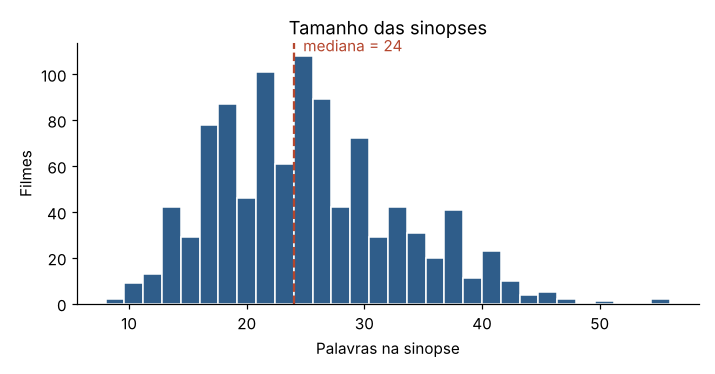 Tamanho das sinopses
mediana = 24
Filmes
100
80
60
40
20
0
10 20 30 40 50
Palavras na sinopse